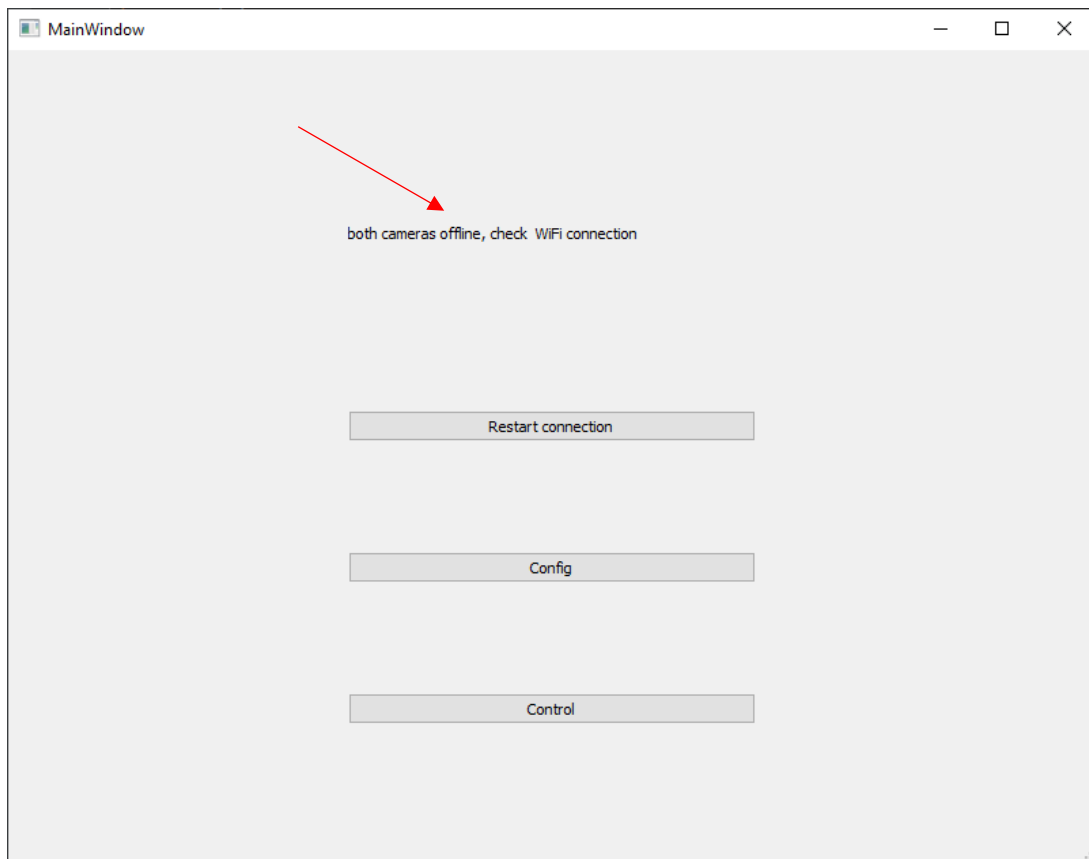 MainWindow
both cameras offline, check  WiFi connection
Restart connection
Config
Control